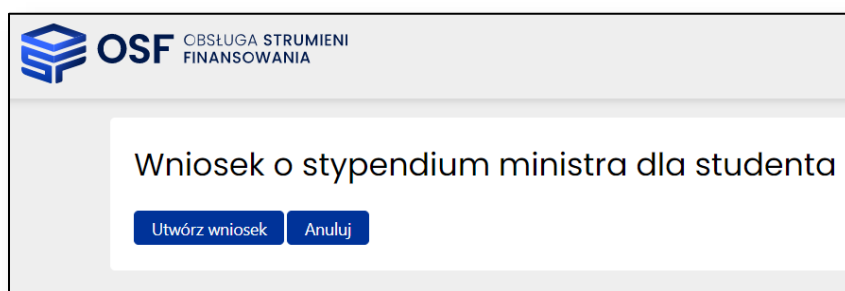 OSF OBSŁUGA STRUMIENI
FINANSOWANIA
Wniosek o stypendium ministra dla studenta
Utwórz wniosek Anuluj